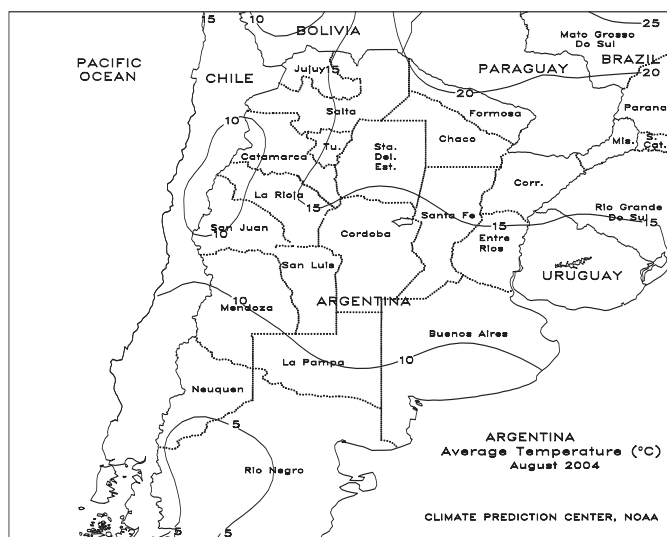 15
10
BOLIVIA
25
Mato Grosso
Do Sul
PACIFIC
OCEAN
CHILE
Jujuy
15
PARAGUAY
BRAZIL
20
20
Salta
Formosa
Parana
10
Chaco
Mis.
S.
Cat.
Tu.
Sta.
Del.
Est.
Catamarca
La Rioja
Corr.
15
Santa Fe
15
Rio Grande
Do Sul
15
San Juan
10
Cordoba
Entre
Rios
San Luis
URUGUAY
10
Mendoza
ARGENTINA
Buenos Aires
La Pampa
10
Neuquen
5
ARGENTINA
Average Temperature (°C)
August 2004
Rio Negro
CLIMATE PREDICTION CENTER, NOAA
5
5